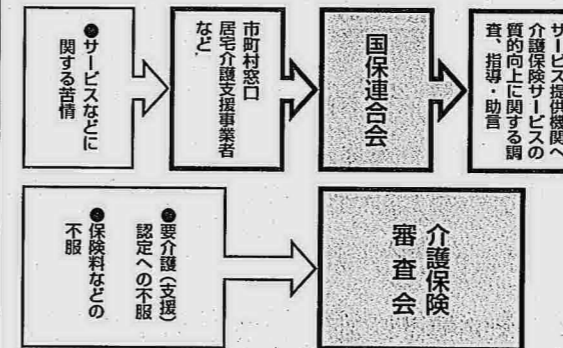 ●サービスなどに
関する苦情
市町村窓口
居宅介護支援事業者
など
国保連合会
サービス提供機関へ
介護保険サービスの
質的向上に関する調
査、指導・助言
●要介護（支援）
認定への不服
●保険料などの
不服
介護保険
審査会